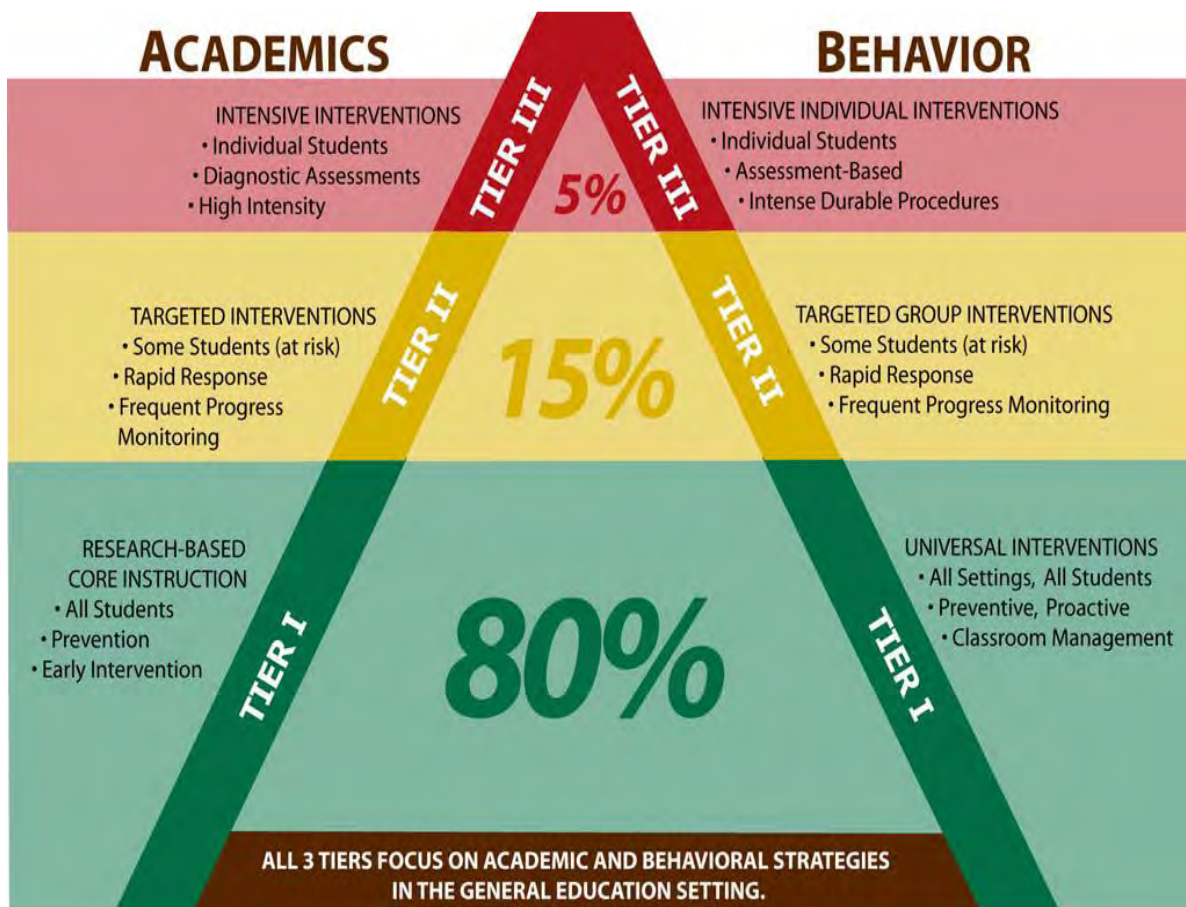 ACADEMICS
BEHAVIOR
INTENSIVE INTERVENTIONS
• Individual Students
• Diagnostic Assessments
• High Intensity
TIER III
5%
TIER III
INTENSIVE INDIVIDUAL INTERVENTIONS
• Individual Students
• Assessment-Based
• Intense Durable Procedures
TARGETED INTERVENTIONS
• Some Students (at risk)
• Rapid Response
• Frequent Progress
Monitoring
TIER II
15%
TIER II
TARGETED GROUP INTERVENTIONS
• Some Students (at risk)
• Rapid Response
• Frequent Progress Monitoring
RESEARCH-BASED
CORE INSTRUCTION
• All Students
• Prevention
• Early Intervention
TIER I
80%
TIER I
UNIVERSAL INTERVENTIONS
• All Settings, All Students
• Preventive, Proactive
• Classroom Management
ALL 3 TIERS FOCUS ON ACADEMIC AND BEHAVIORAL STRATEGIES
IN THE GENERAL EDUCATION SETTING.